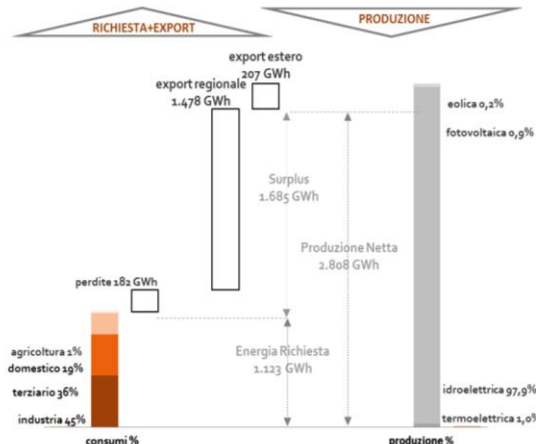 RICHIESTA+EXPORT
PRODUZIONE
export estero
207 GWh
export regionale
1.478 GWh
eolica 0,2%
fotovoltaica 0,9%
Surplus
1.685 GWh
Produzione Netta
2.808 GWh
perdite 182 GWh
agricoltura 1%
domestico 19%
terziario 36%
industria 45%
Energia Richiesta
1.123 GWh
idroelettrica 97,9%
termoelettrica 1,0%
consumi %
produzione %